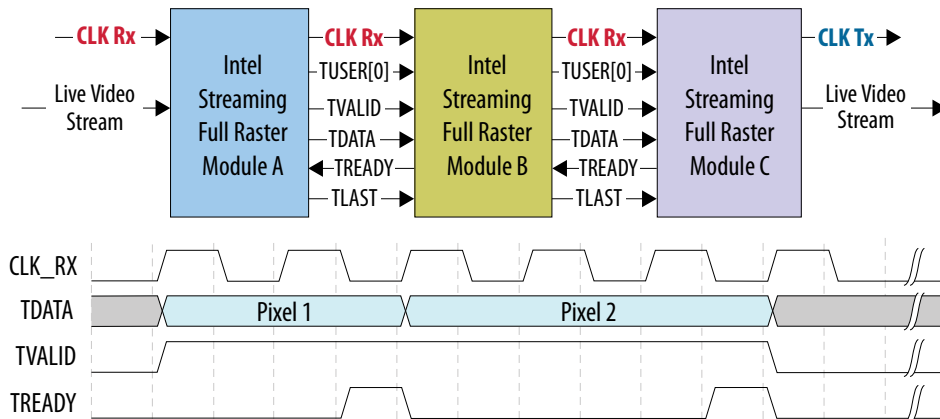 CLK Rx
Live Video
Stream
Intel
Streaming
Full Raster
Module A
CLK Rx
TUSER[0]
TVALID
TDATA
TREADY
TLAST
Intel
Streaming
Full Raster
Module B
CLK Rx
TUSER[0]
TVALID
TDATA
TREADY
TLAST
Intel
Streaming
Full Raster
Module C
CLK Tx
Live Video
Stream
CLK_RX
TDATA
Pixel 1
Pixel 2
TVALID
TREADY